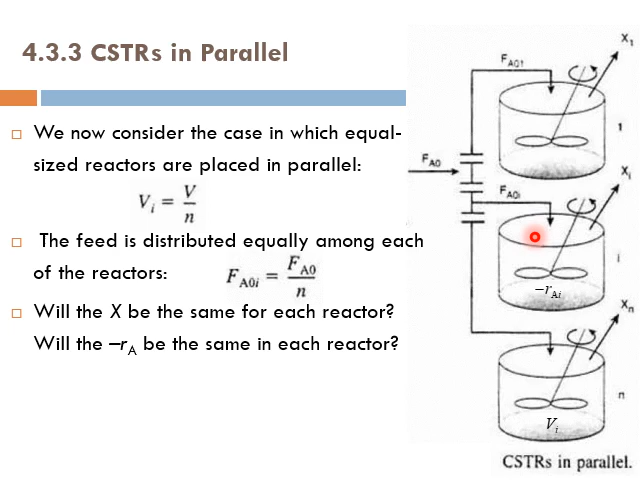 4.3.3 CSTRs in Parallel
We now consider the case in which equal-
sized reactors are placed in parallel:
V_i = V/n
The feed is distributed equally among each
of the reactors:
F_A0i = F_A0/n
Will the X be the same for each reactor?
Will the –r_A be the same in each reactor?
X_1
F_A01
1
F_A0
X_i
F_A0i
i
–r_Ai
X_n
n
V_i
CSTRs in parallel.